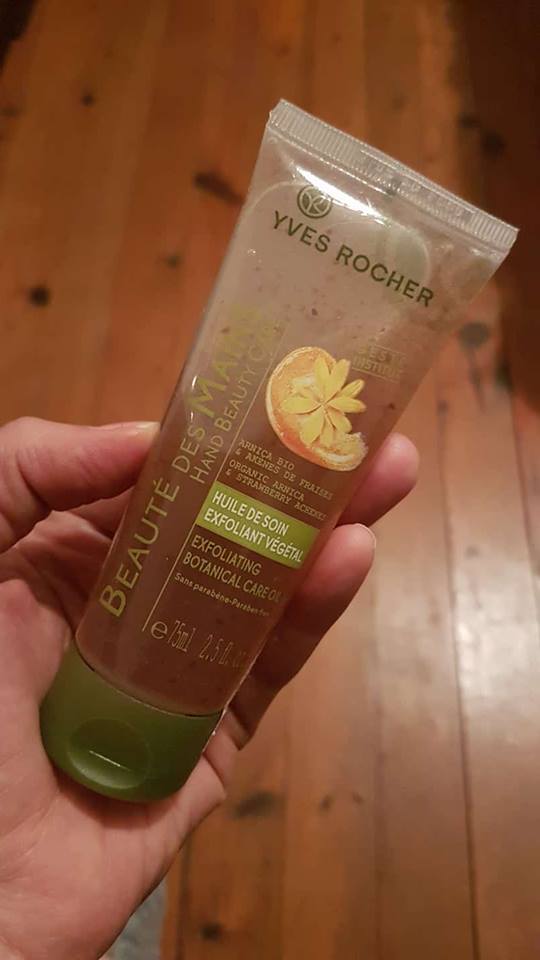 YVES ROCHER
BEAUTÉ DES MAINS
HAND BEAUTY CARE
ARNICA BIO
& AKÈNES DE FRAISES
ORGANIC ARNICA
& STRAWBERRY ACHENES
HUILE DE SOIN
EXFOLIANT VÉGÉTAL
EXFOLIATING
BOTANICAL CARE OIL
Sans parabène-Paraben free
e 75ml 2.5 fl.